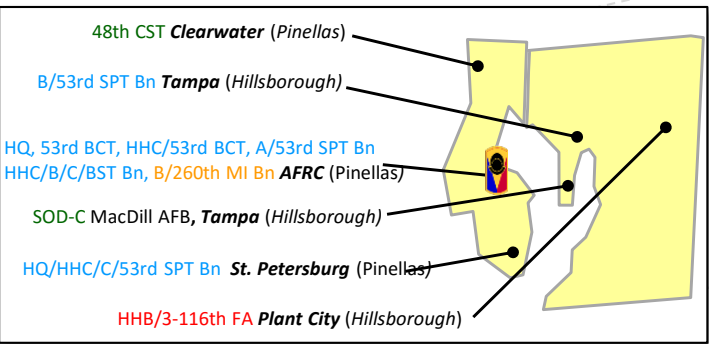 48th CST Clearwater (Pinellas)
B/53rd SPT Bn Tampa (Hillsborough)
HQ, 53rd BCT, HHC/53rd BCT, A/53rd SPT Bn
HHC/B/C/BST Bn, B/260th MI Bn AFRC (Pinellas)
SOD-C MacDill AFB, Tampa (Hillsborough)
HQ/HHC/C/53rd SPT Bn St. Petersburg (Pinellas)
HHB/3-116th FA Plant City (Hillsborough)